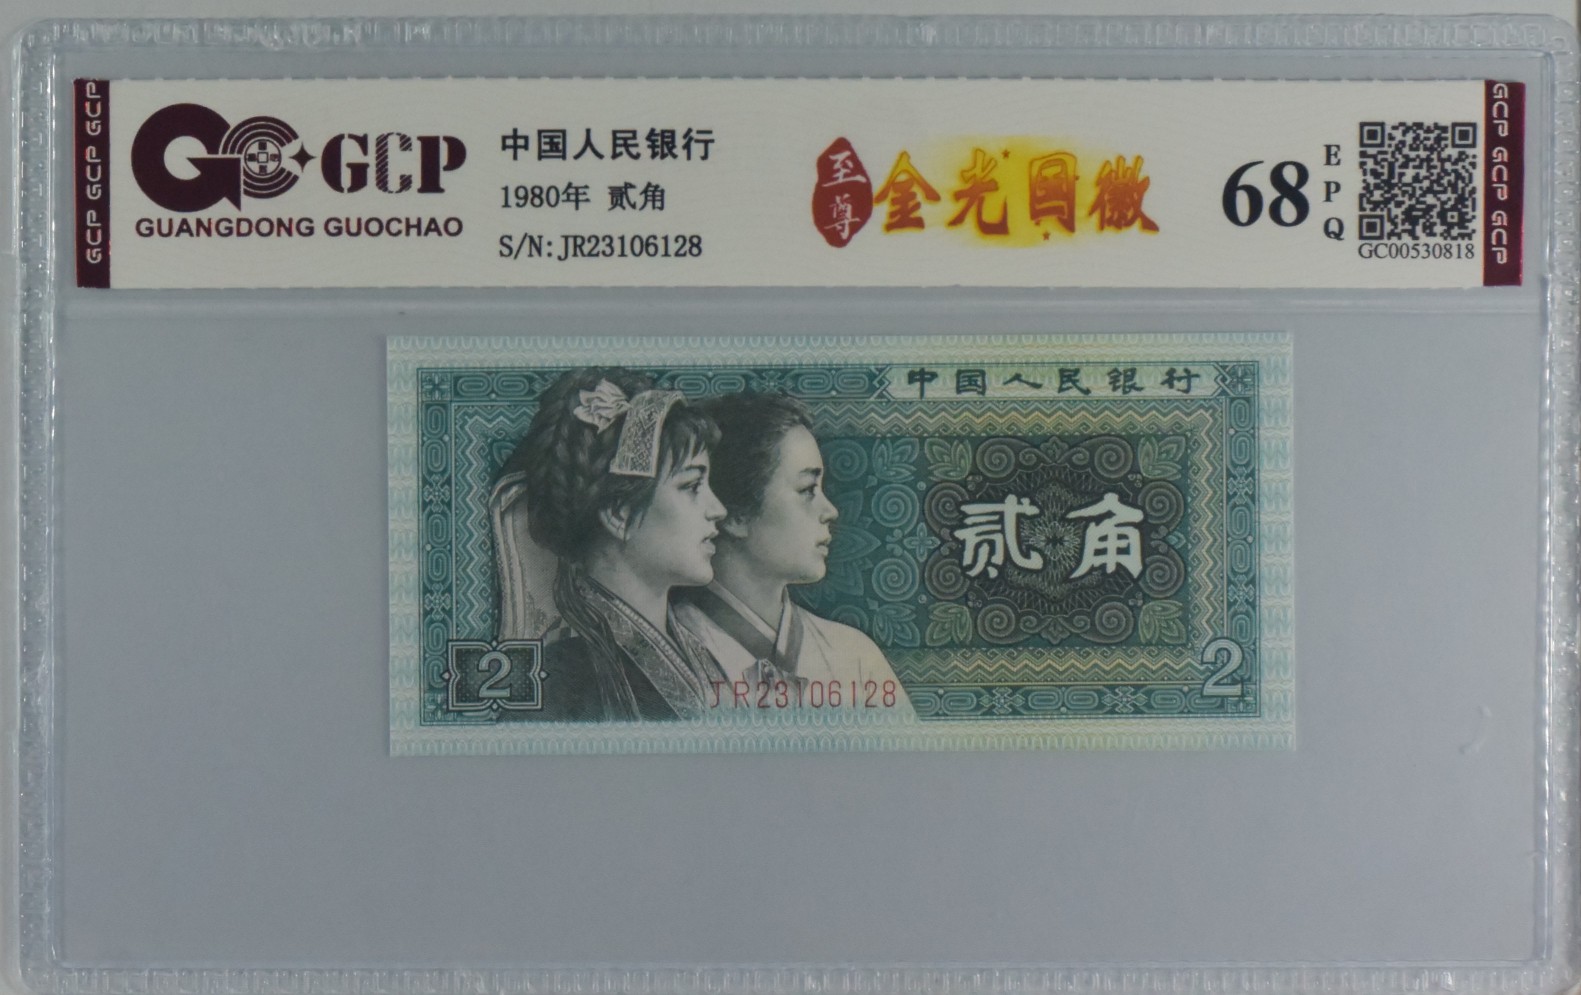 GCP GCP GCP
GCP
GUANGDONG GUOCHAO
中国人民银行
1980年 贰角
S/N:JR23106128
至尊
金光国徽
68
EPQ
GC00530818
GCP GCP GCP
中国人民银行
贰角
2
JR23106128
2